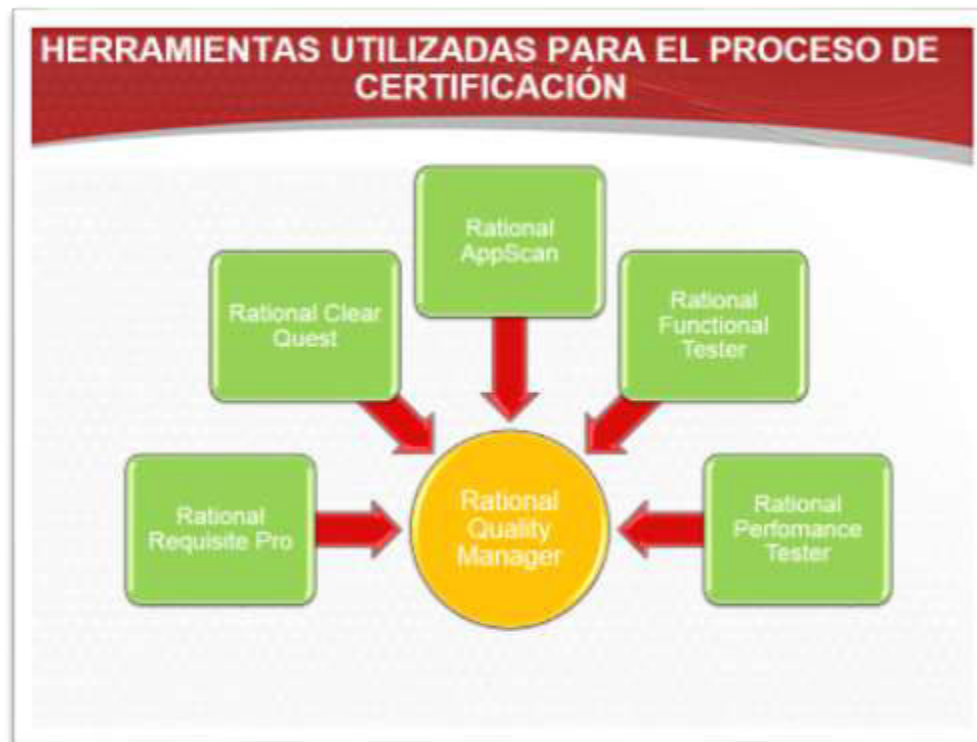 HERRAMIENTAS UTILIZADAS PARA EL PROCESO DE
CERTIFICACIÓN
Rational
AppScan
Rational Clear
Quest
Rational
Functional
Tester
Rational
Requisite Pro
Rational
Quality
Manager
Rational
Perfomance
Tester